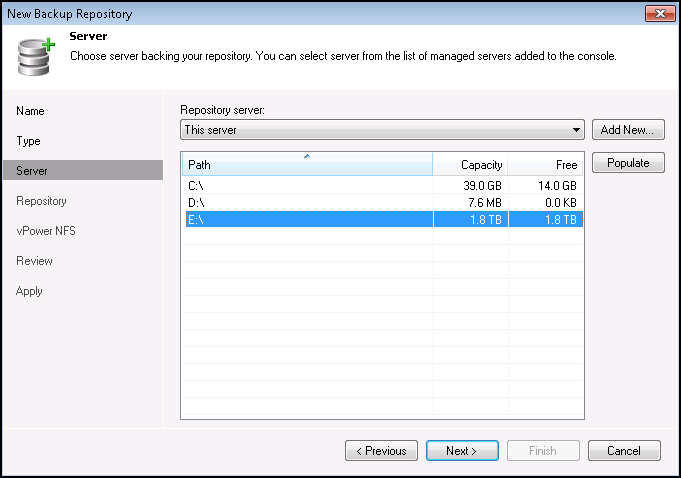 New Backup Repository
Server
Choose server backing your repository. You can select server from the list of managed servers added to the console.
Name
Type
Server
Repository
vPower NFS
Review
Apply
Repository server:
This server
Add New...
Populate
Path Capacity Free
C:\ 39.0 GB 14.0 GB
D:\ 7.6 MB 0.0 KB
E:\ 1.8 TB 1.8 TB
< Previous
Next >
Finish
Cancel